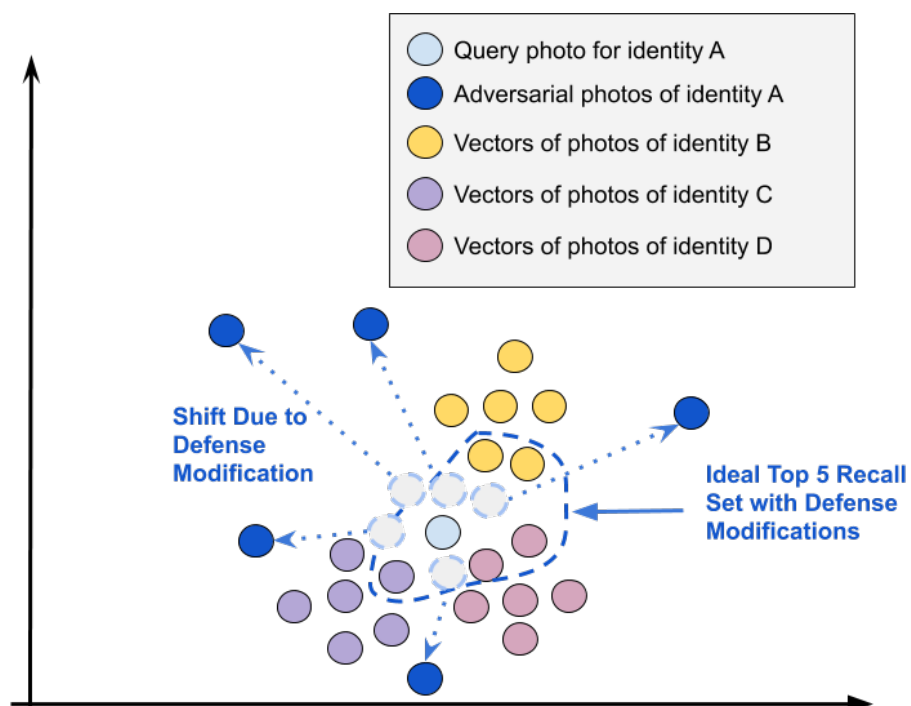 Query photo for identity A
Adversarial photos of identity A
Vectors of photos of identity B
Vectors of photos of identity C
Vectors of photos of identity D
Shift Due to
Defense
Modification
Ideal Top 5 Recall
Set with Defense
Modifications